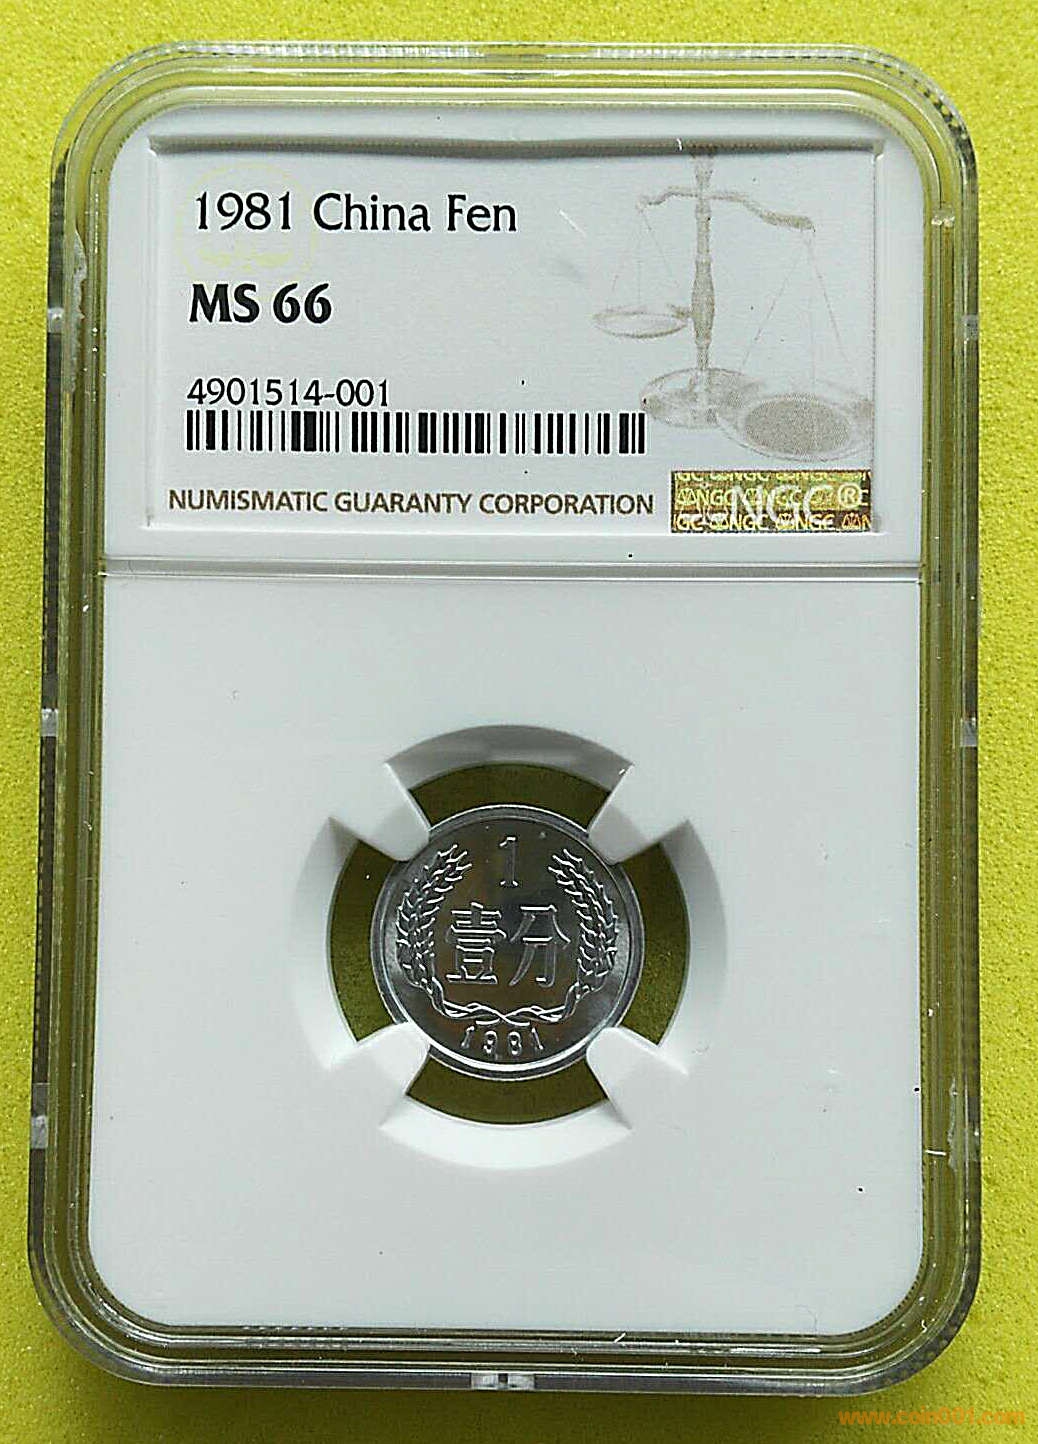 1981 China Fen
MS 66
4901514-001
NUMISMATIC GUARANTY CORPORATION
NGC®
1
壹分
1981
www.coin001.com